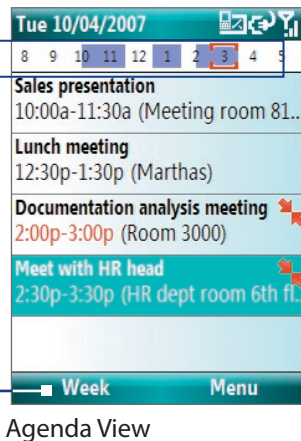 Tue 10/04/2007
8 9 10 11 12 1 2 3 4 5
Sales presentation
10:00a-11:30a (Meeting room 81..
Lunch meeting
12:30p-1:30p (Marthas)
Documentation analysis meeting
2:00p-3:00p (Room 3000)
Meet with HR head
2:30p-3:30p (HR dept room 6th fl..
Week Menu
Agenda View